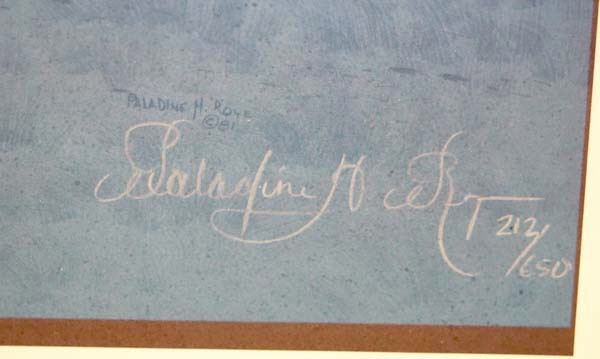 PALADINE H. ROYE
©81
Paladine H Roye 212/650